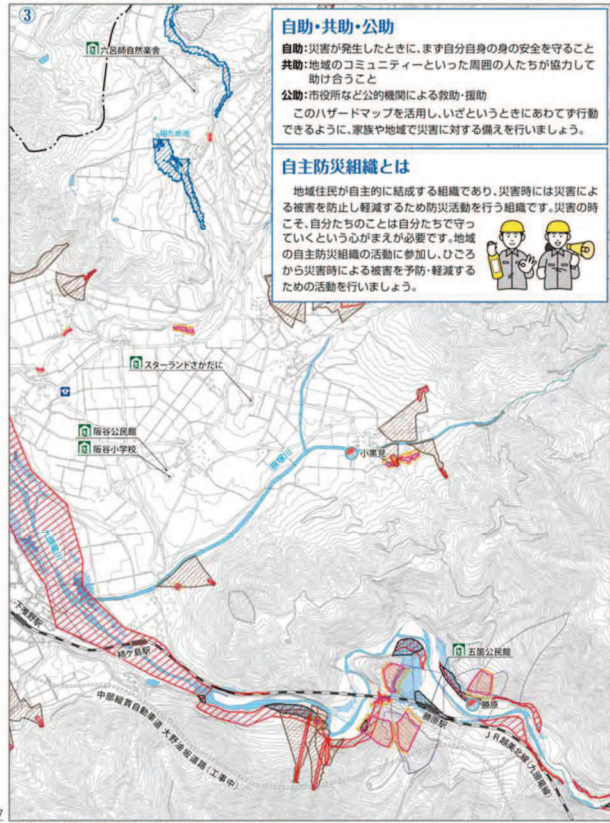 ③
自助・共助・公助
自助:災害が発生したときに、まず自分自身の身の安全を守ること
共助:地域のコミュニティーといった周囲の人たちが協力して
助け合うこと
公助:市役所など公的機関による救助・援助
このハザードマップを活用し、いざというときにあわてず行動
できるように、家族や地域で災害に対する備えを行いましょう。
自主防災組織とは
地域住民が自主的に結成する組織であり、災害時には災害によ
る被害を防止し軽減するため防災活動を行う組織です。災害の時
こそ、自分たちのことは自分たちで守っ
ていくという心がまえが必要です。地域
の自主防災組織の活動に参加し、ひごろ
から災害時による被害を予防・軽減する
ための活動を行いましょう。
六呂師自然楽舎
スターランドさかだに
阪谷公民館
阪谷小学校
小黒見
九頭竜川
下唯野駅
柿ケ島駅
五箇公民館
勝原
勝原駅
中部縦貫自動車道 大野油坂道路(工事中)
JR越美北線(九頭竜線)
7